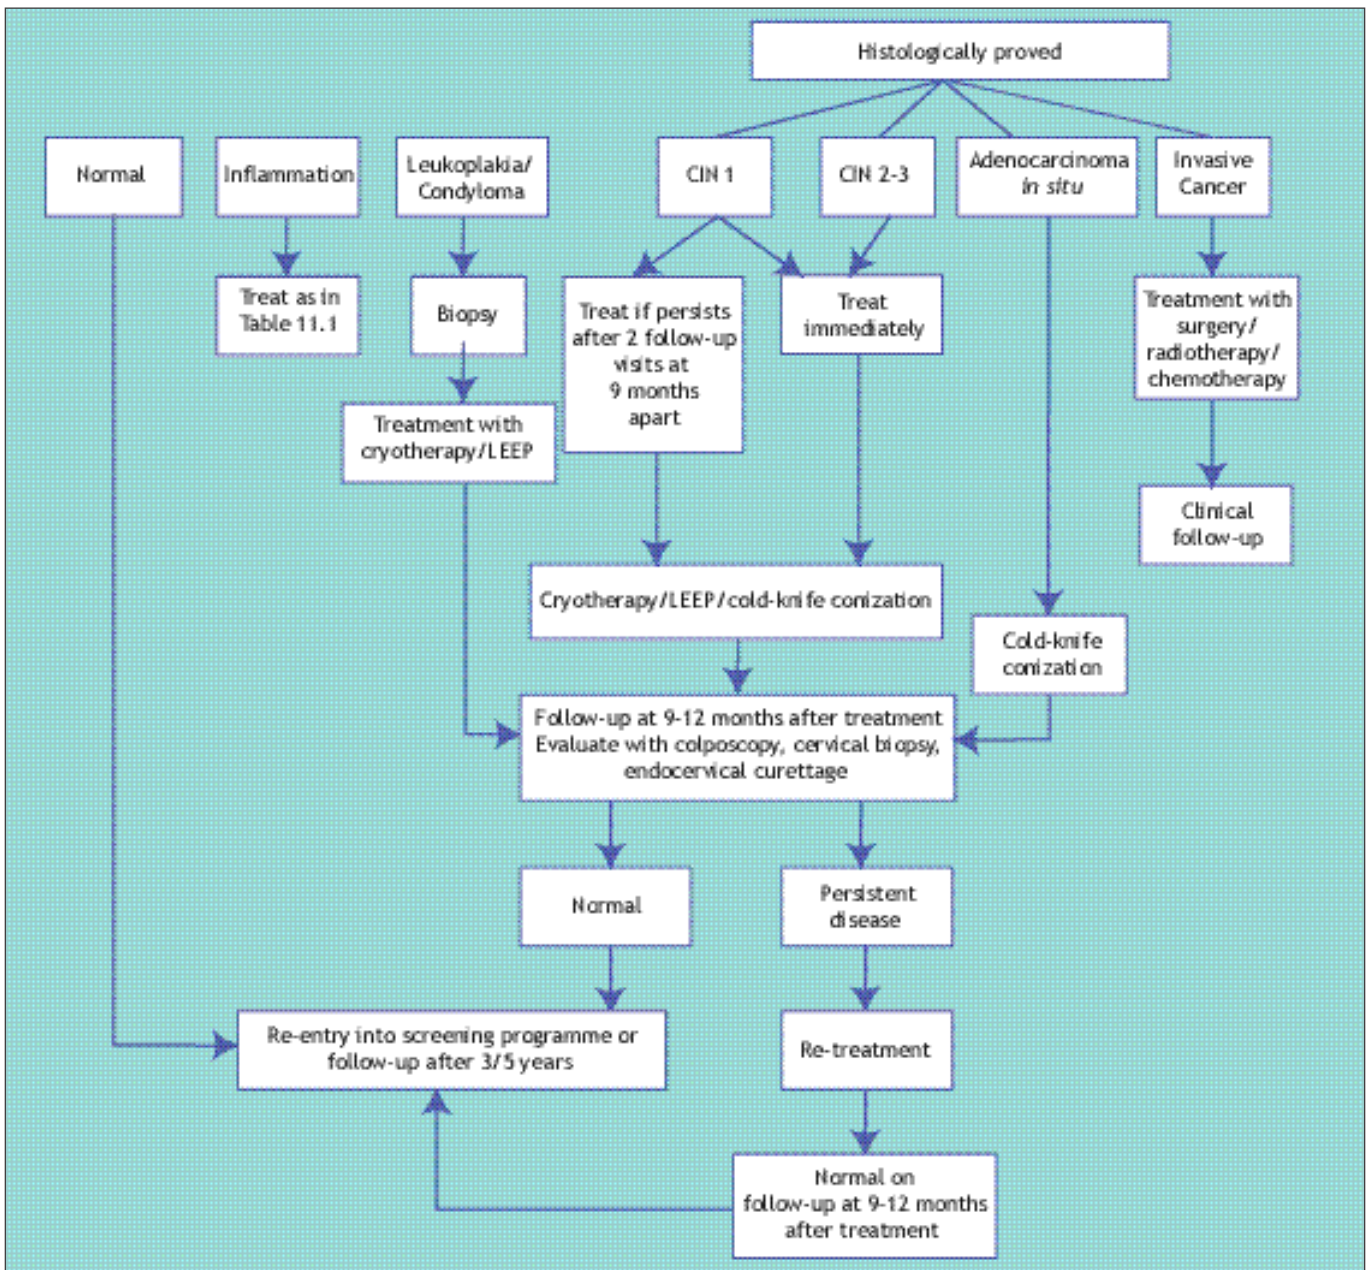 Histologically proved
Normal
Inflammation
Leukoplakia/
Condyloma
CIN 1
CIN 2-3
Adenocarcinoma
in situ
Invasive
Cancer
Treat as in
Table 11.1
Biopsy
Treat if persists
after 2 follow-up
visits at
9 months
apart
Treat
immediately
Treatment with
surgery/
radiotherapy/
chemotherapy
Treatment with
cryotherapy/LEEP
Clinical
follow-up
Cryotherapy/LEEP/cold-knife conization
Cold-knife
conization
Follow-up at 9-12 months after treatment
Evaluate with colposcopy, cervical biopsy,
endocervical curettage
Normal
Persistent
disease
Re-entry into screening programme or
follow-up after 3/5 years
Re-treatment
Normal on
follow-up at 9-12 months
after treatment